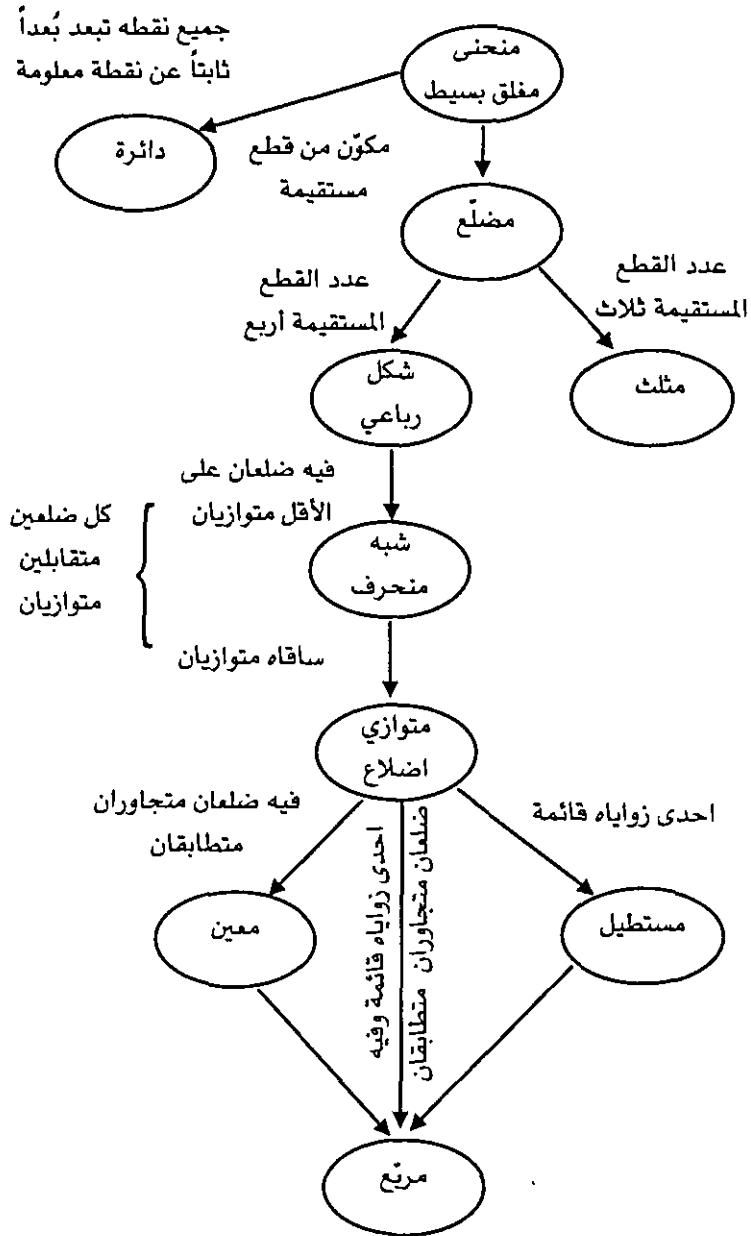 جميع نقطه تبعد بُعداً
ثابتاً عن نقطة معلومة
منحنى
مغلق بسيط
دائرة
مكوّن من قطع
مستقيمة
مضلّع
عدد القطع
المستقيمة ثلاث
عدد القطع
المستقيمة أربع
مثلث
شكل
رباعي
فيه ضلعان على
الأقل متوازيان
كل ضلعين
متقابلين
متوازيان
شبه
منحرف
ساقاه متوازيان
متوازي
اضلاع
فيه ضلعان متجاوران
متطابقان
احدى زواياه قائمة
احدى زواياه قائمة وفيه
ضلعان متجاوران متطابقان
معين
مستطيل
مربّع